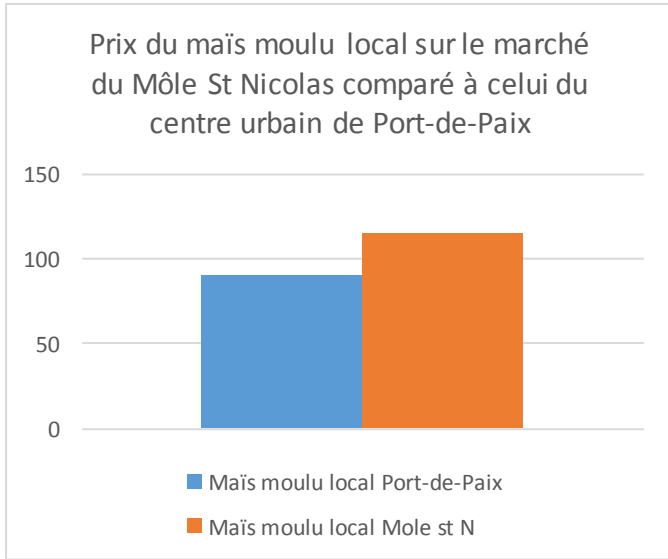 Prix du maïs moulu local sur le marché
du Môle St Nicolas comparé à celui du
centre urbain de Port-de-Paix
150
100
50
0
Maïs moulu local Port-de-Paix
Maïs moulu local Mole st N